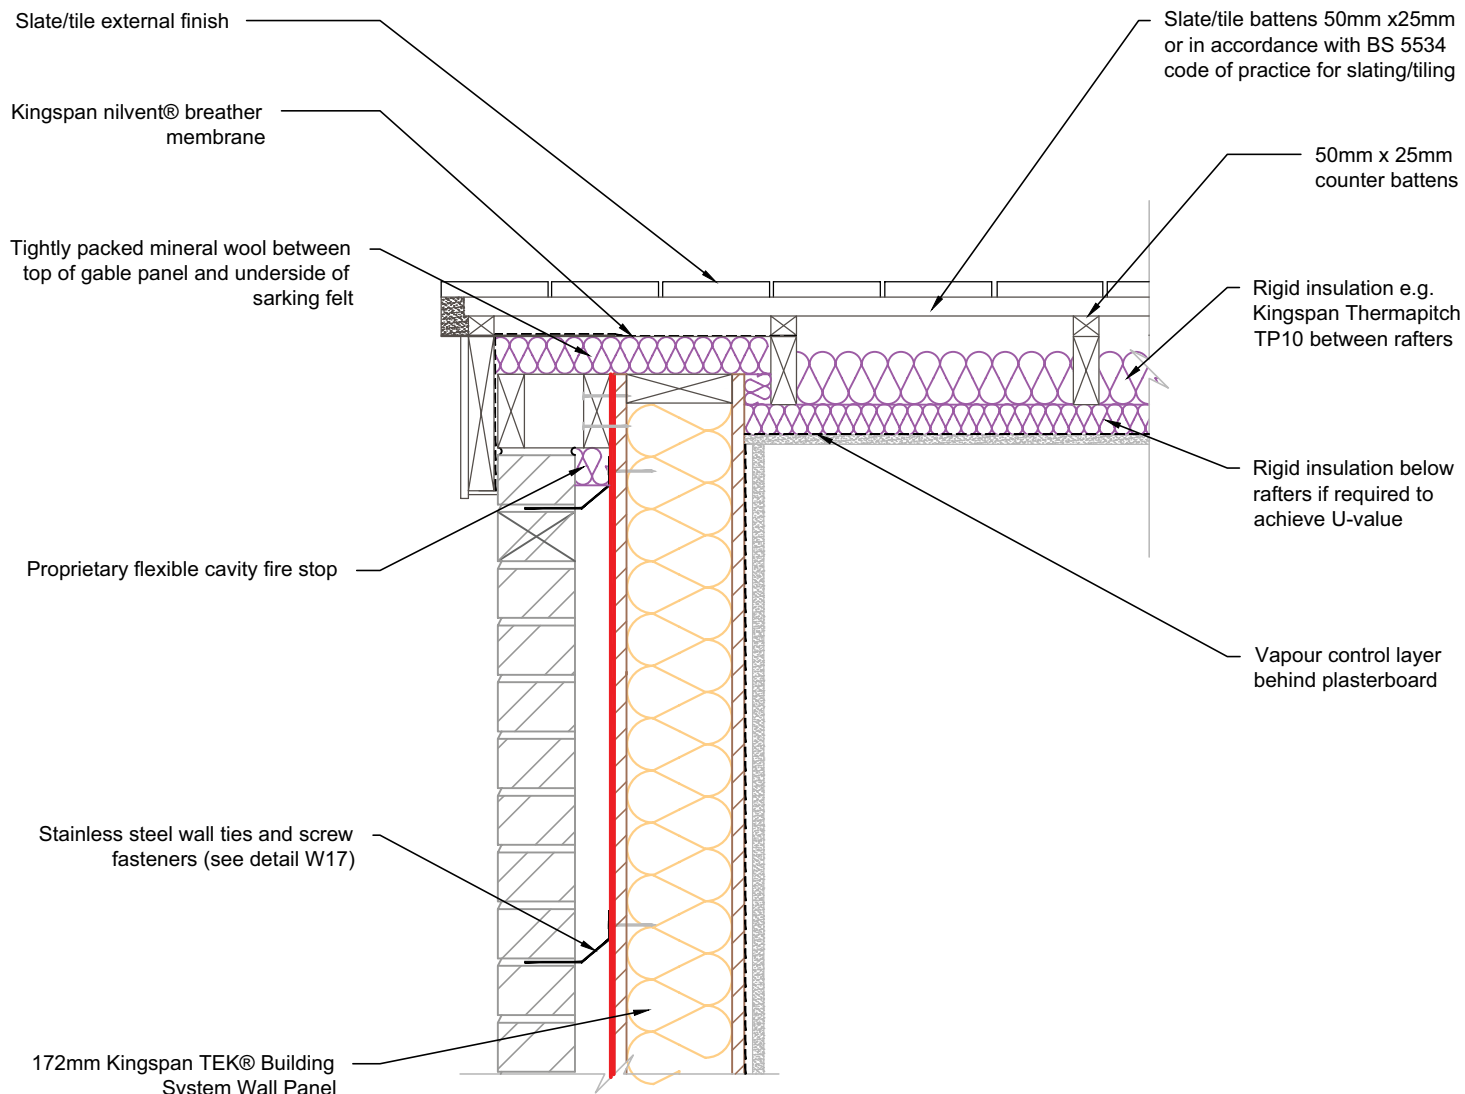 Slate/tile external finish
Kingspan nilvent® breather
membrane
Tightly packed mineral wool between
top of gable panel and underside of
sarking felt
Proprietary flexible cavity fire stop
Stainless steel wall ties and screw
fasteners (see detail W17)
172mm Kingspan TEK® Building
System Wall Panel
Slate/tile battens 50mm x25mm
or in accordance with BS 5534
code of practice for slating/tiling
50mm x 25mm
counter battens
Rigid insulation e.g.
Kingspan Thermapitch
TP10 between rafters
Rigid insulation below
rafters if required to
achieve U-value
Vapour control layer
behind plasterboard